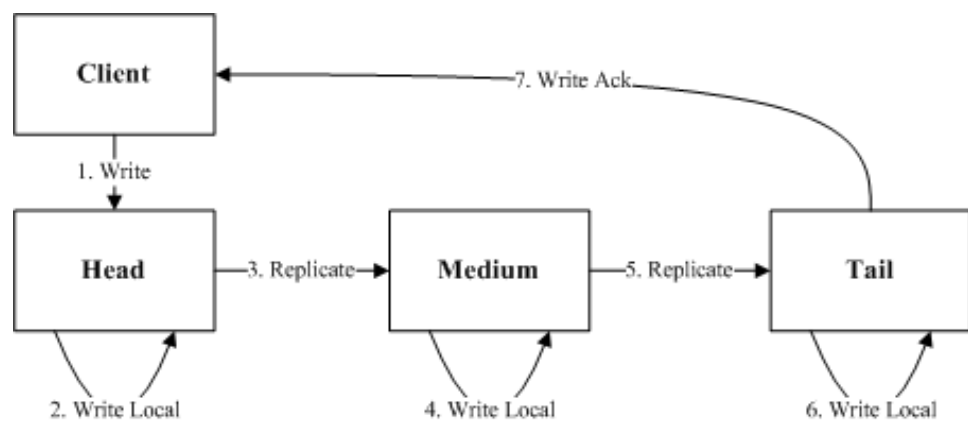 Client
7. Write Ack
1. Write
Head
3. Replicate
Medium
5. Replicate
Tail
2. Write Local
4. Write Local
6. Write Local